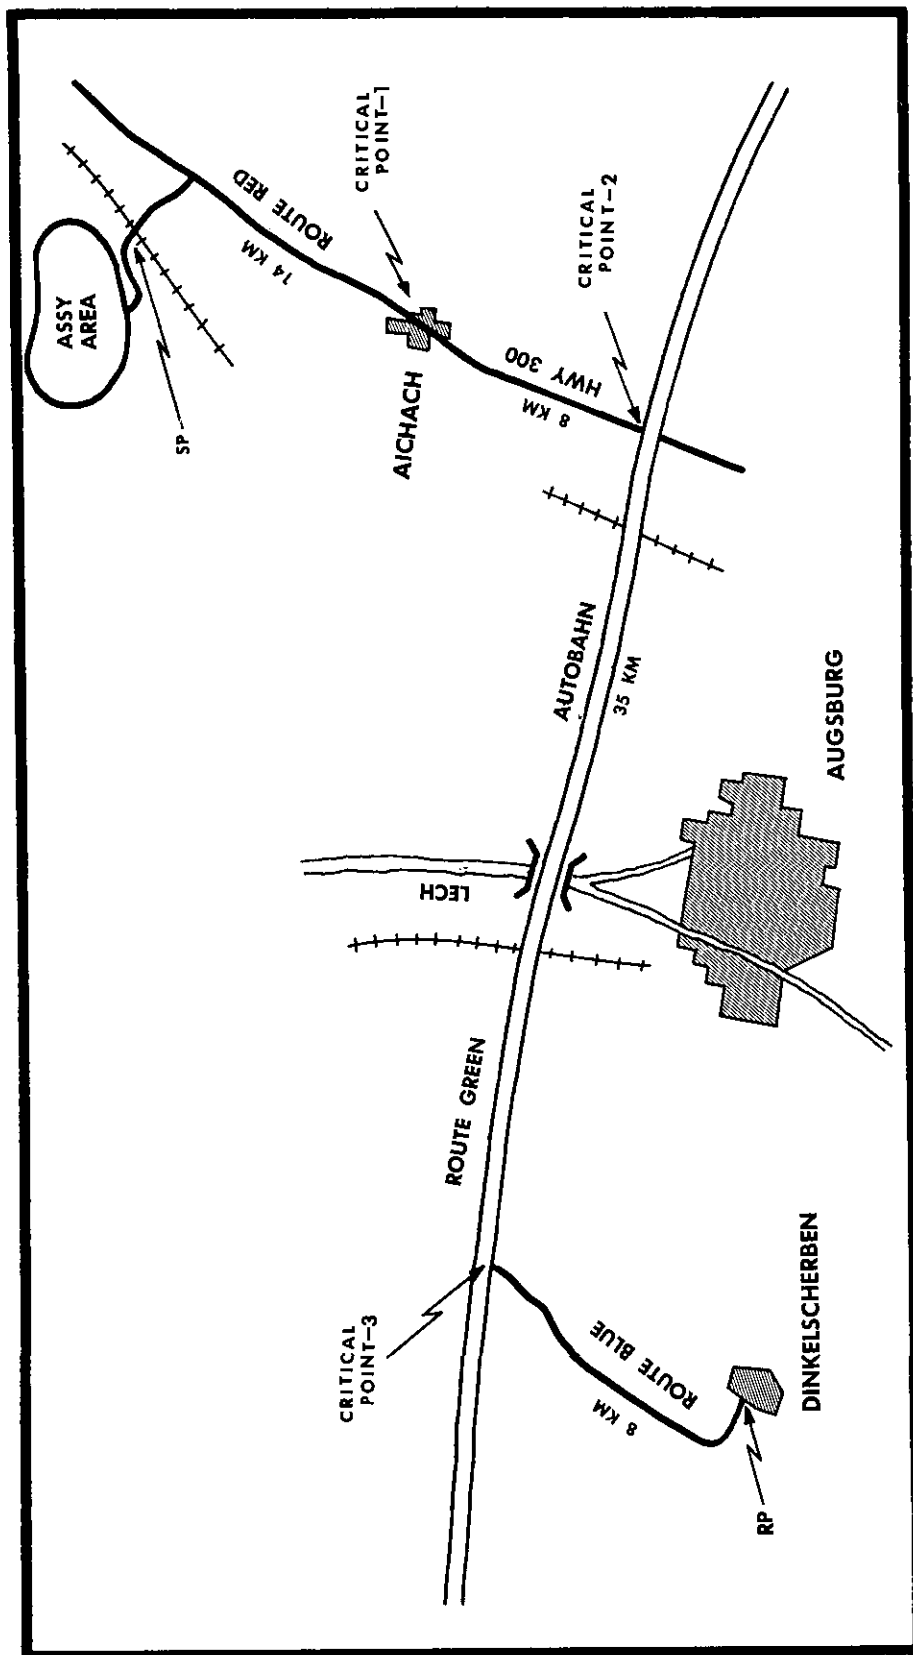 ASSY
AREA
SP
ROUTE RED
14 KM
CRITICAL
POINT–1
AICHACH
HWY 300
8 KM
CRITICAL
POINT–2
AUTOBAHN
35 KM
LECH
AUGSBURG
ROUTE GREEN
CRITICAL
POINT–3
ROUTE BLUE
8 KM
DINKELSCHERBEN
RP